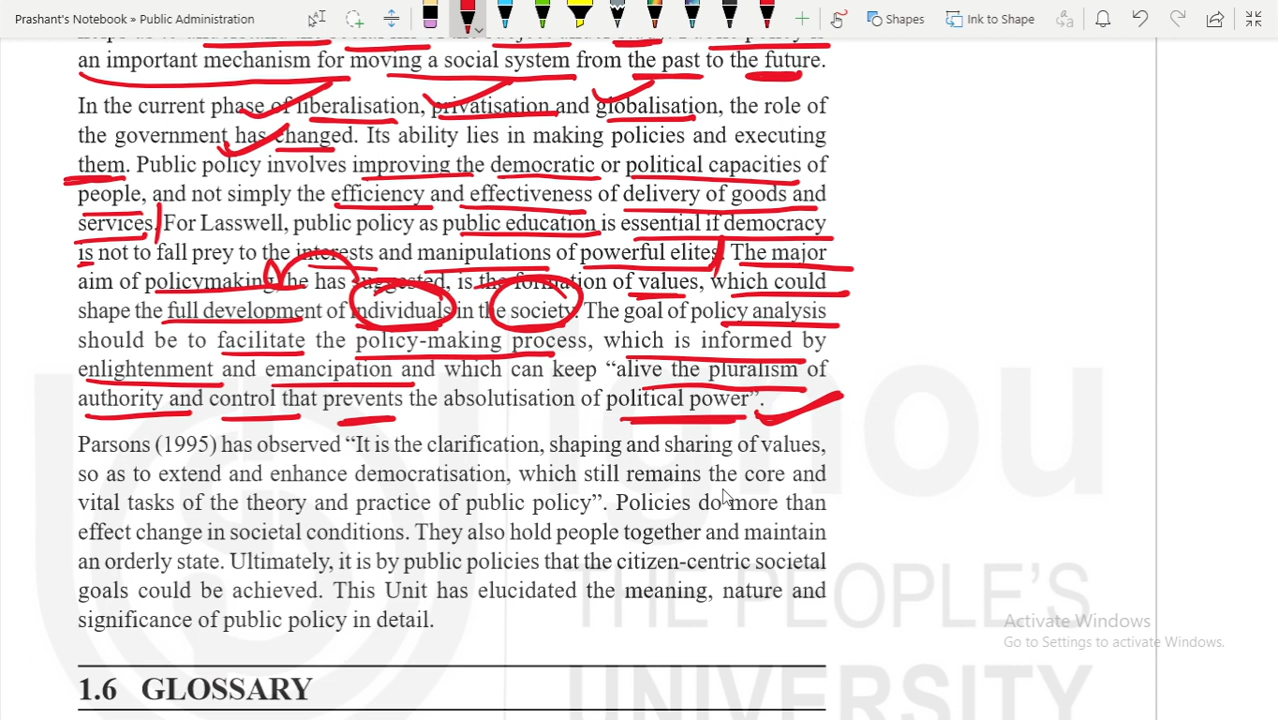 Prashant's Notebook » Public Administration
Shapes
Ink to Shape
an important mechanism for moving a social system from the past to the future.
In the current phase of liberalisation, privatisation and globalisation, the role of
the government has changed. Its ability lies in making policies and executing
them. Public policy involves improving the democratic or political capacities of
people, and not simply the efficiency and effectiveness of delivery of goods and
services. For Lasswell, public policy as public education is essential if democracy
is not to fall prey to the interests and manipulations of powerful elites. The major
aim of policymaking, he has suggested, is the formation of values, which could
shape the full development of individuals in the society. The goal of policy analysis
should be to facilitate the policy-making process, which is informed by
enlightenment and emancipation and which can keep “alive the pluralism of
authority and control that prevents the absolutisation of political power”.
Parsons (1995) has observed “It is the clarification, shaping and sharing of values,
so as to extend and enhance democratisation, which still remains the core and
vital tasks of the theory and practice of public policy”. Policies do more than
effect change in societal conditions. They also hold people together and maintain
an orderly state. Ultimately, it is by public policies that the citizen-centric societal
goals could be achieved. This Unit has elucidated the meaning, nature and
significance of public policy in detail.
1.6 GLOSSARY
ignou
THE PEOPLE'S
UNIVERSITY
Activate Windows
Go to Settings to activate Windows.